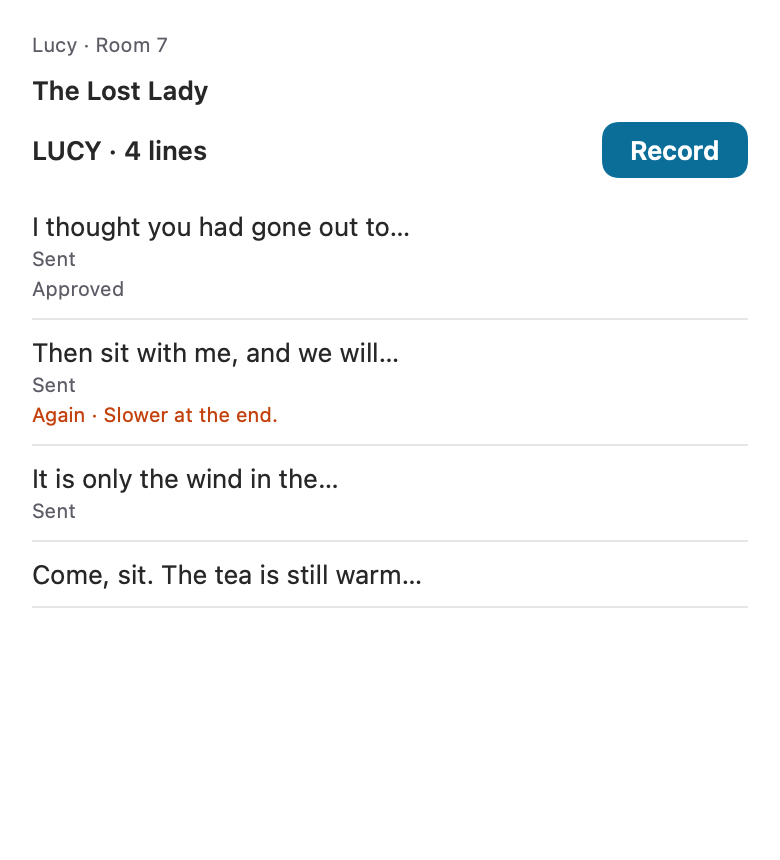 Lucy · Room 7
The Lost Lady
LUCY · 4 lines
Record
I thought you had gone out to…
Sent
Approved
Then sit with me, and we will…
Sent
Again · Slower at the end.
It is only the wind in the…
Sent
Come, sit. The tea is still warm…